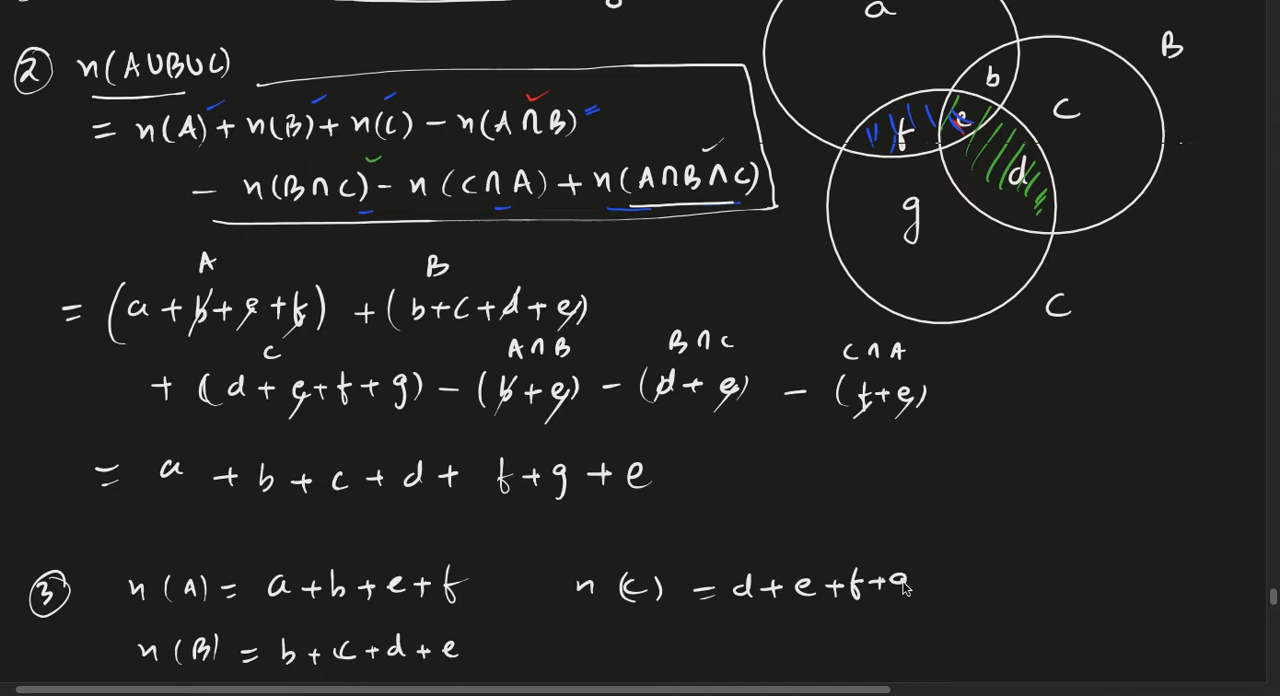 ② n(A∪B∪C)
= n(A) + n(B) + n(C) − n(A∩B)
− n(B∩C) − n(C∩A) + n(A∩B∩C)
A B
= (a+b+e+f) + (b+c+d+e)
C A∩B B∩C C∩A
+ (d+e+f+g) − (b+e) − (d+e) − (f+e)
= a + b + c + d + f + g + e
③ n(A) = a+b+e+f n(C) = d+e+f+g
n(B) = b+c+d+e
a
B
b
C
e
f
d
g
C